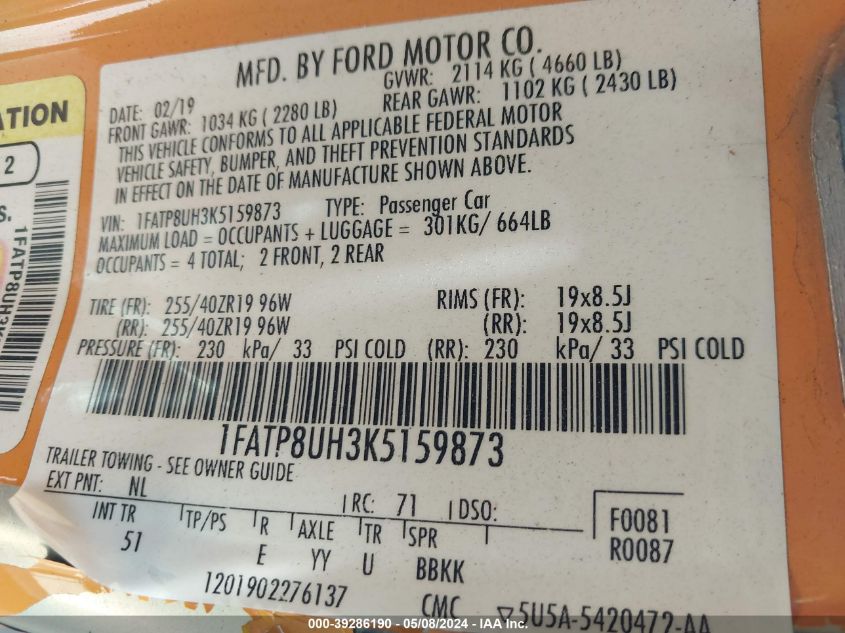 ATION
2
S.
1FATP8UH3K
MFD. BY FORD MOTOR CO.
DATE: 02/19 GVWR: 2114 KG ( 4660 LB)
FRONT GAWR: 1034 KG ( 2280 LB) REAR GAWR: 1102 KG ( 2430 LB)
THIS VEHICLE CONFORMS TO ALL APPLICABLE FEDERAL MOTOR
VEHICLE SAFETY, BUMPER, AND THEFT PREVENTION STANDARDS
IN EFFECT ON THE DATE OF MANUFACTURE SHOWN ABOVE.
VIN: 1FATP8UH3K5159873 TYPE: Passenger Car
MAXIMUM LOAD = OCCUPANTS + LUGGAGE = 301KG/ 664LB
OCCUPANTS = 4 TOTAL; 2 FRONT, 2 REAR
TIRE (FR): 255/40ZR19 96W RIMS (FR): 19x8.5J
(RR): 255/40ZR19 96W (RR): 19x8.5J
PRESSURE (FR): 230 kPa/ 33 PSI COLD (RR): 230 kPa/ 33 PSI COLD
1FATP8UH3K5159873
TRAILER TOWING - SEE OWNER GUIDE
EXT PNT: NL RC: 71 DSO:
INT TR TP/PS R AXLE TR SPR F0081
51 E YY U BBKK R0087
1201902276137 CMC ▽5U5A-5420472-AA
000-39286190 - 05/08/2024 - IAA Inc.